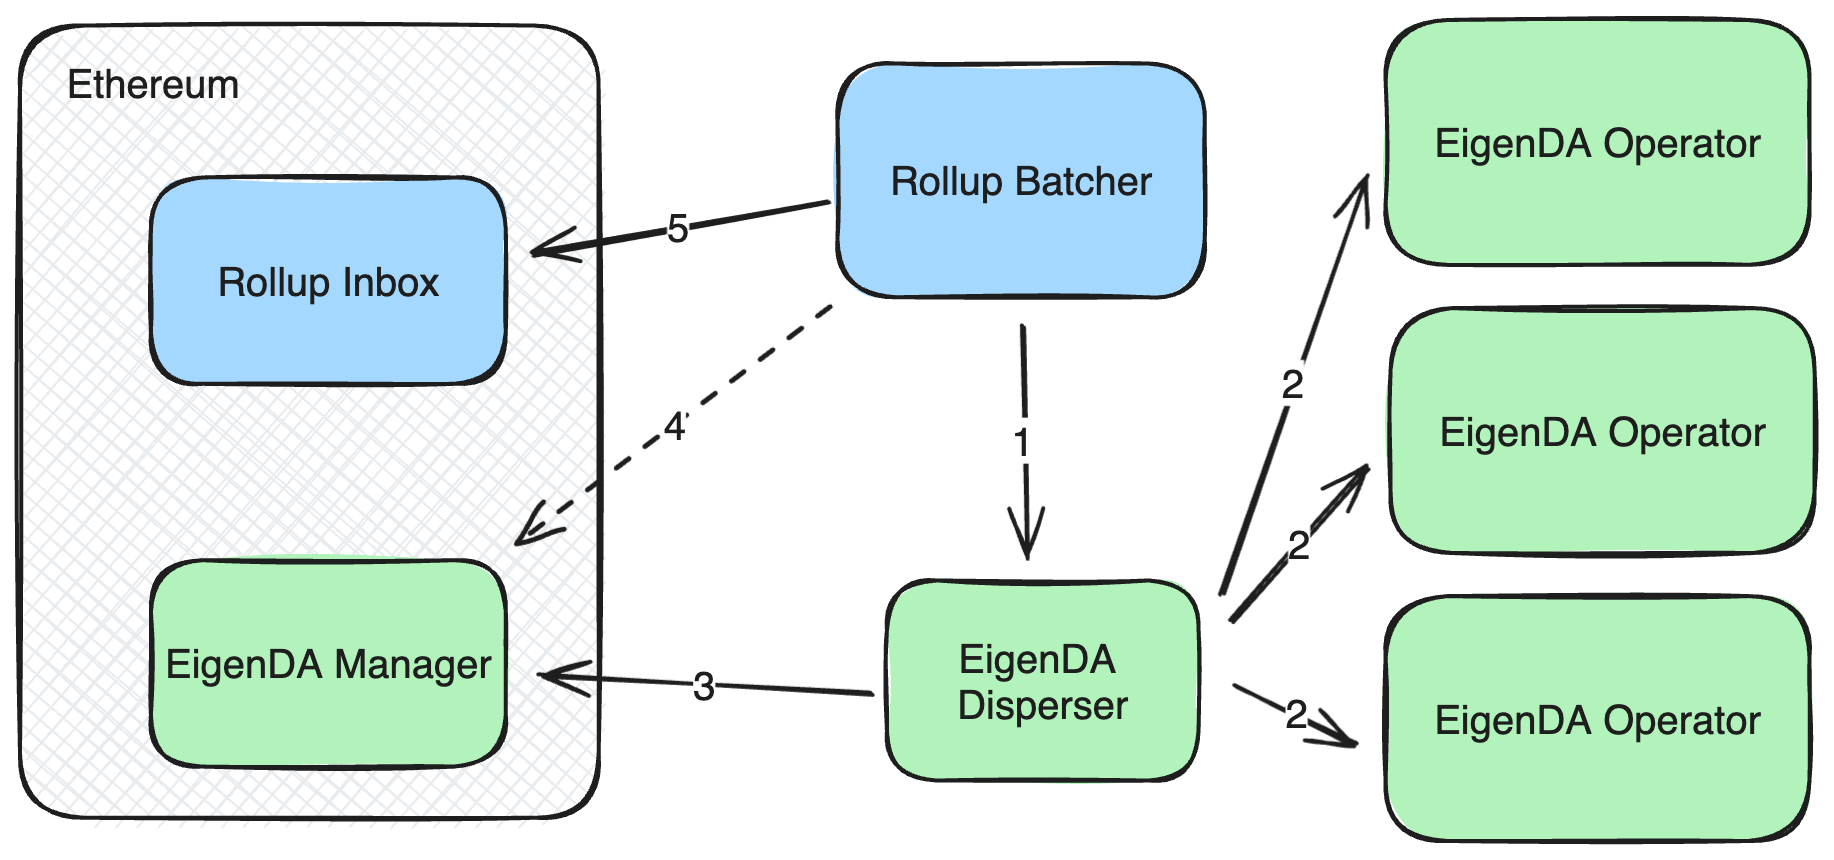 Ethereum
Rollup Inbox
EigenDA Manager
Rollup Batcher
EigenDA
Disperser
EigenDA Operator
EigenDA Operator
EigenDA Operator
5
4
1
3
2
2
2